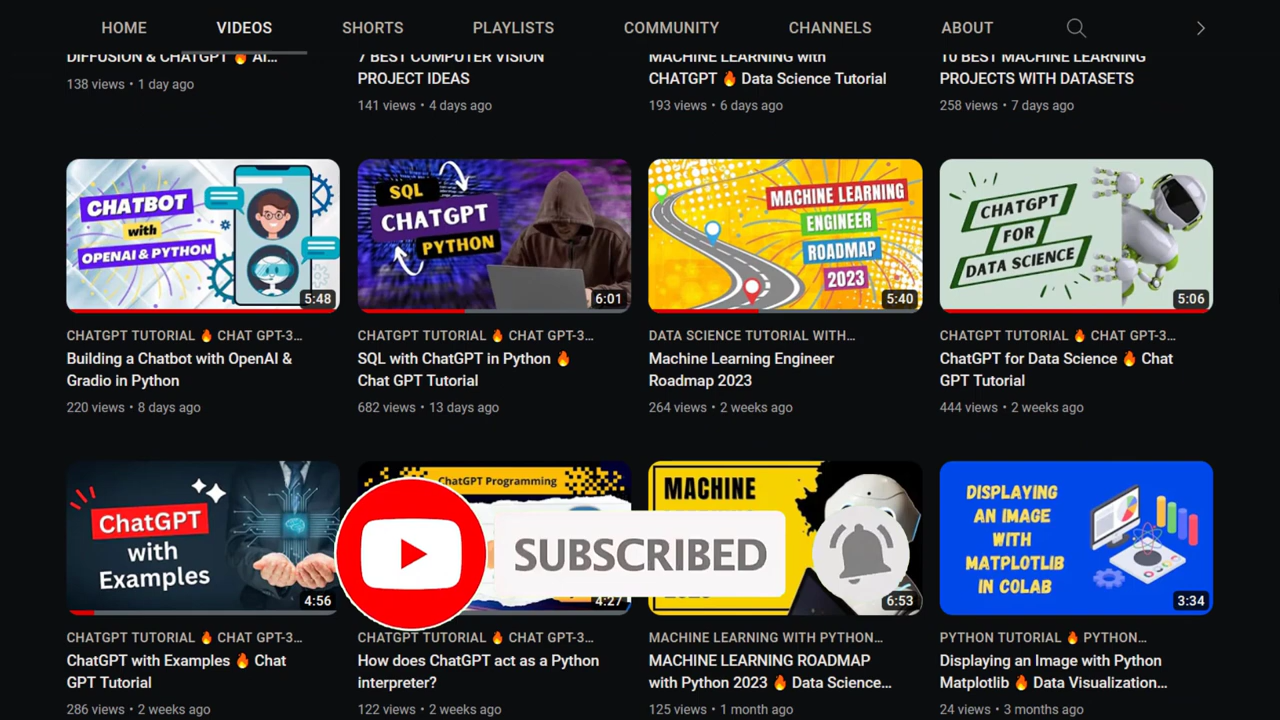 HOME VIDEOS SHORTS PLAYLISTS COMMUNITY CHANNELS ABOUT
DIFFUSION & CHATGPT 🔥 AI...
138 views • 1 day ago
7 BEST COMPUTER VISION
PROJECT IDEAS
141 views • 4 days ago
MACHINE LEARNING with
CHATGPT 🔥 Data Science Tutorial
193 views • 6 days ago
10 BEST MACHINE LEARNING
PROJECTS WITH DATASETS
258 views • 7 days ago
CHATBOT
with
OPENAI & PYTHON
5:48
CHATGPT TUTORIAL 🔥 CHAT GPT-3...
Building a Chatbot with OpenAI &
Gradio in Python
220 views • 8 days ago
SQL
CHATGPT
PYTHON
6:01
CHATGPT TUTORIAL 🔥 CHAT GPT-3...
SQL with ChatGPT in Python 🔥
Chat GPT Tutorial
682 views • 13 days ago
MACHINE LEARNING
ENGINEER
ROADMAP
2023
5:40
DATA SCIENCE TUTORIAL WITH...
Machine Learning Engineer
Roadmap 2023
264 views • 2 weeks ago
CHATGPT
FOR
DATA SCIENCE
5:06
CHATGPT TUTORIAL 🔥 CHAT GPT-3...
ChatGPT for Data Science 🔥 Chat
GPT Tutorial
444 views • 2 weeks ago
ChatGPT
with
Examples
4:56
CHATGPT TUTORIAL 🔥 CHAT GPT-3...
ChatGPT with Examples 🔥 Chat
GPT Tutorial
286 views • 2 weeks ago
ChatGPT Programming
4:27
CHATGPT TUTORIAL 🔥 CHAT GPT-3...
How does ChatGPT act as a Python
interpreter?
122 views • 2 weeks ago
SUBSCRIBED
MACHINE
6:53
MACHINE LEARNING WITH PYTHON...
MACHINE LEARNING ROADMAP
with Python 2023 🔥 Data Science...
125 views • 1 month ago
DISPLAYING
AN IMAGE
WITH
MATPLOTLIB
IN COLAB
3:34
PYTHON TUTORIAL 🔥 PYTHON...
Displaying an Image with Python
Matplotlib 🔥 Data Visualization...
24 views • 3 months ago